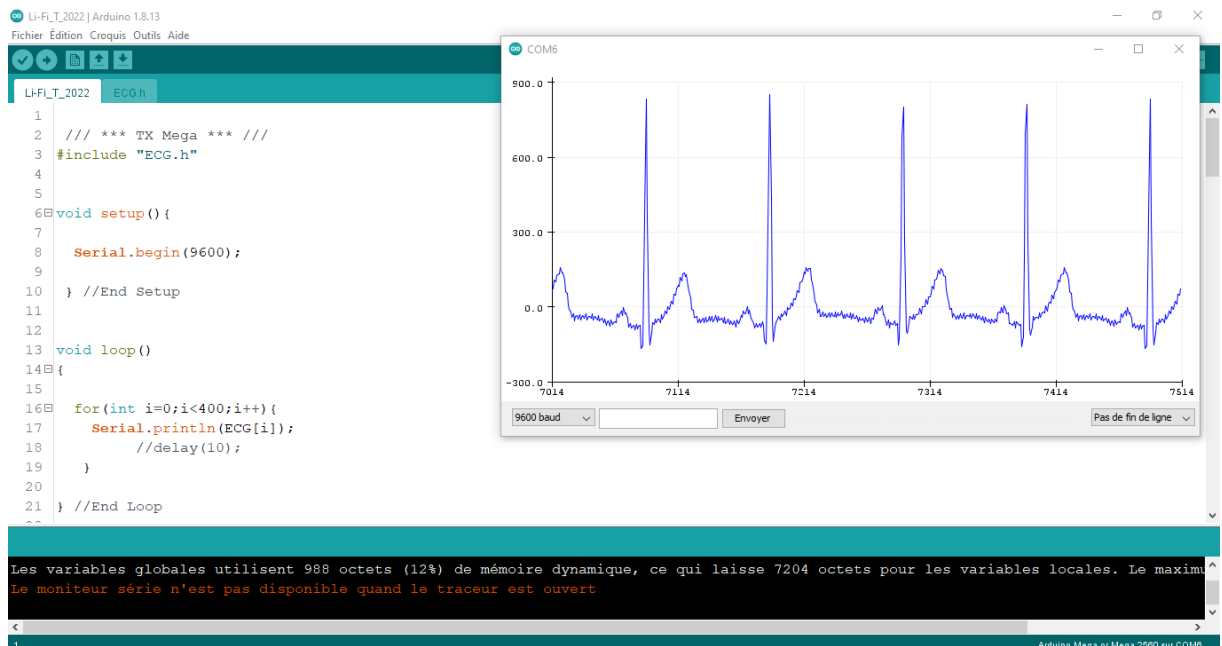 Li-Fi_T_2022 | Arduino 1.8.13
Fichier Édition Croquis Outils Aide
Li-Fi_T_2022 ECG.h
1
2 /// *** TX Mega *** ///
3 #include "ECG.h"
4
5
6 void setup(){
7
8 Serial.begin(9600);
9
10 } //End Setup
11
12
13 void loop()
14 {
15
16 for(int i=0;i<400;i++){
17 Serial.println(ECG[i]);
18 //delay(10);
19 }
20
21 } //End Loop
COM6
900.0
600.0
300.0
0.0
-300.0
7014 7114 7214 7314 7414 7514
9600 baud Envoyer Pas de fin de ligne
Les variables globales utilisent 988 octets (12%) de mémoire dynamique, ce qui laisse 7204 octets pour les variables locales. Le maximu
Le moniteur série n'est pas disponible quand le traceur est ouvert
1 Arduino Mega or Mega 2560 sur COM6